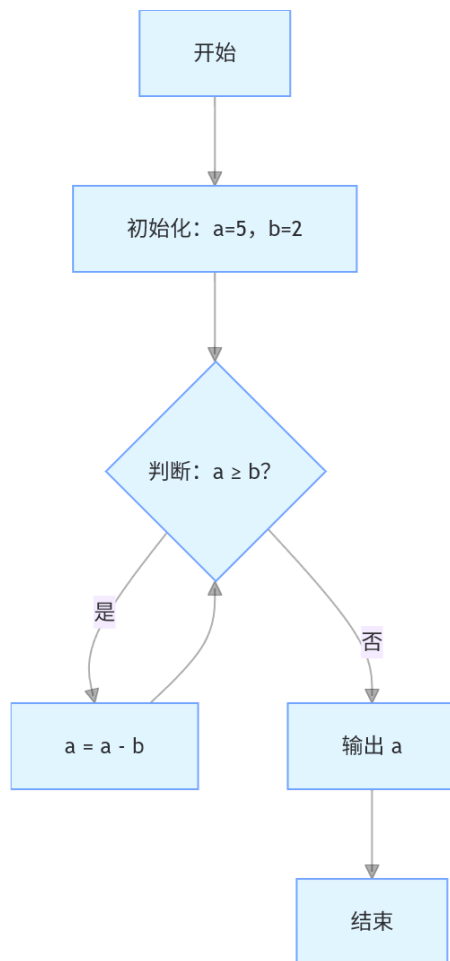 开始
初始化：a=5，b=2
判断：a ≥ b?
是
否
a = a - b
输出 a
结束